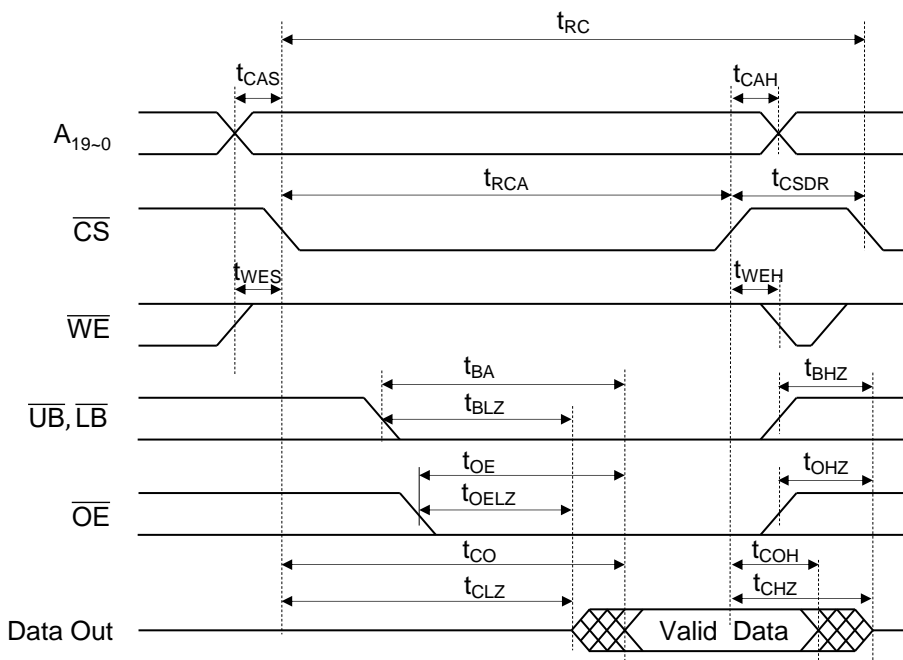 tRC
tCAS
tCAH
A19~0
tRCA
tCSDR
CS
tWES
tWEH
WE
tBA
tBHZ
tBLZ
UB, LB
tOE
tOHZ
tOELZ
OE
tCO
tCOH
tCLZ
tCHZ
Data Out
Valid Data